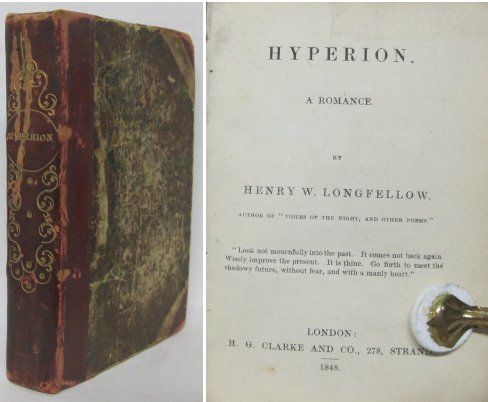 HYPERION
HYPERION.
A ROMANCE.
BY
HENRY W. LONGFELLOW,
AUTHOR OF "VOICES OF THE NIGHT, AND OTHER POEMS."
"Look not mournfully into the past. It comes not back again.
Wisely improve the present. It is thine. Go forth to meet the
shadowy future, without fear, and with a manly heart."
LONDON:
H. G. CLARKE AND CO., 278, STRAND.
1848.